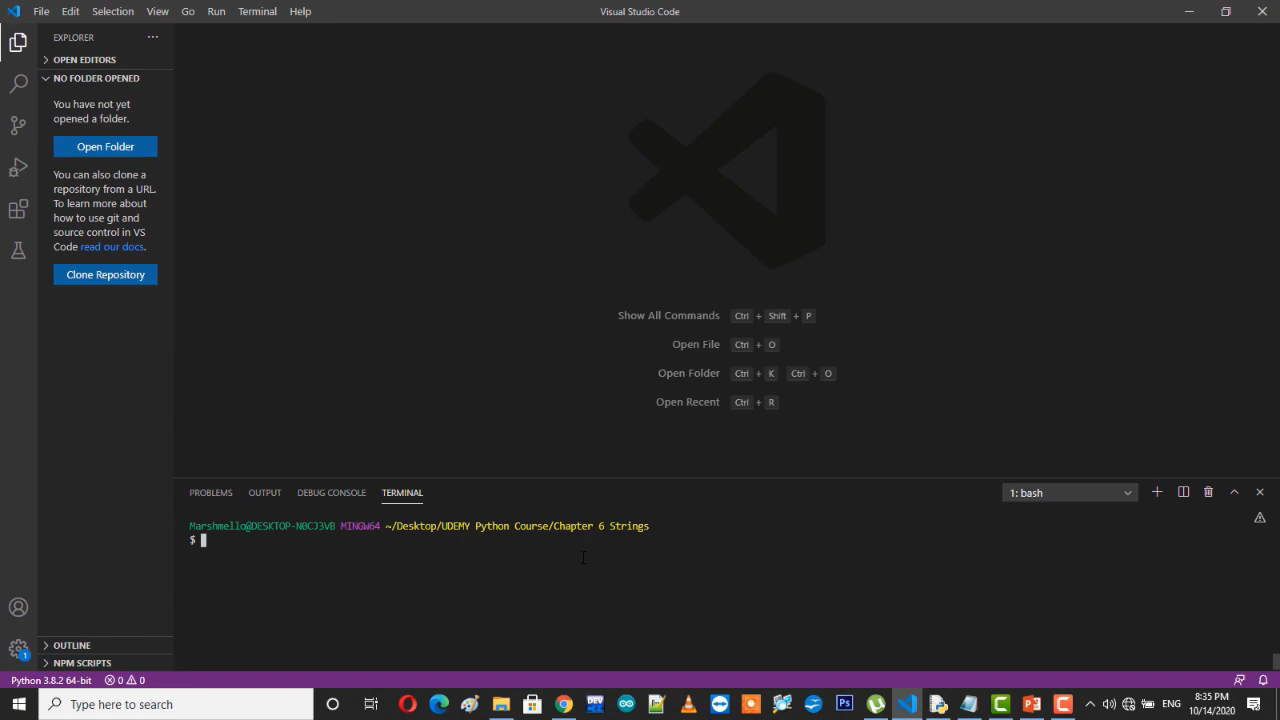 File Edit Selection View Go Run Terminal Help
Visual Studio Code
EXPLORER
OPEN EDITORS
NO FOLDER OPENED
You have not yet
opened a folder.
Open Folder
You can also clone a
repository from a URL.
To learn more about
how to use git and
source control in VS
Code read our docs.
Clone Repository
Show All Commands Ctrl + Shift + P
Open File Ctrl + O
Open Folder Ctrl + K Ctrl + O
Open Recent Ctrl + R
PROBLEMS OUTPUT DEBUG CONSOLE TERMINAL
1: bash
Marshmello@DESKTOP-N0CJ3VB MINGW64 ~/Desktop/UDEMY Python Course/Chapter 6 Strings
$
OUTLINE
NPM SCRIPTS
1
Python 3.8.2 64-bit 0 0
Type here to search
DEV
Ps
ENG
8:35 PM
10/14/2020